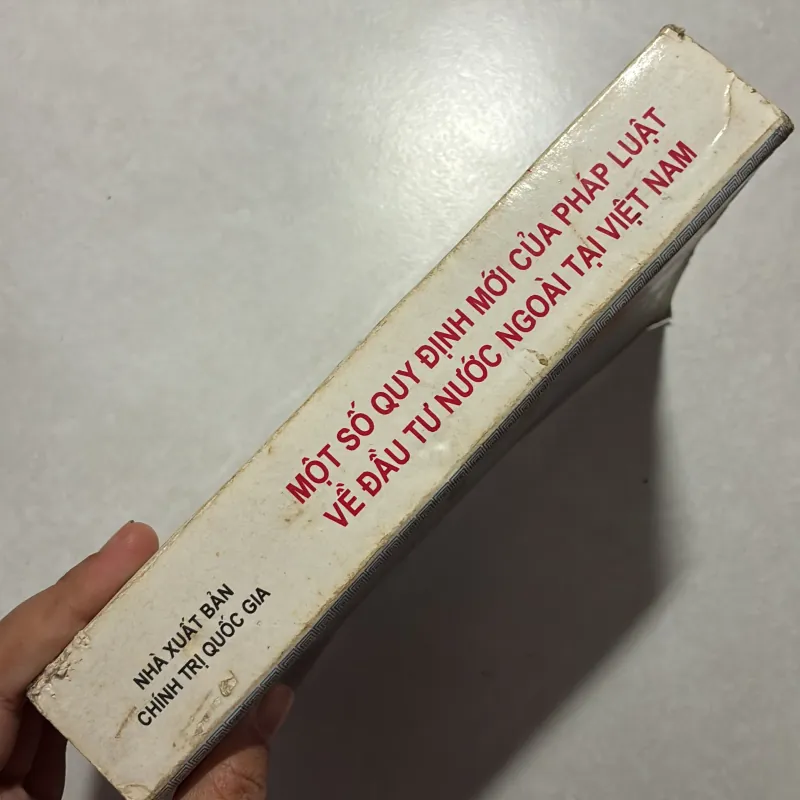 MỘT SỐ QUY ĐỊNH MỚI CỦA PHÁP LUẬT
VỀ ĐẦU TƯ NƯỚC NGOÀI TẠI VIỆT NAM
NHÀ XUẤT BẢN
CHÍNH TRỊ QUỐC GIA